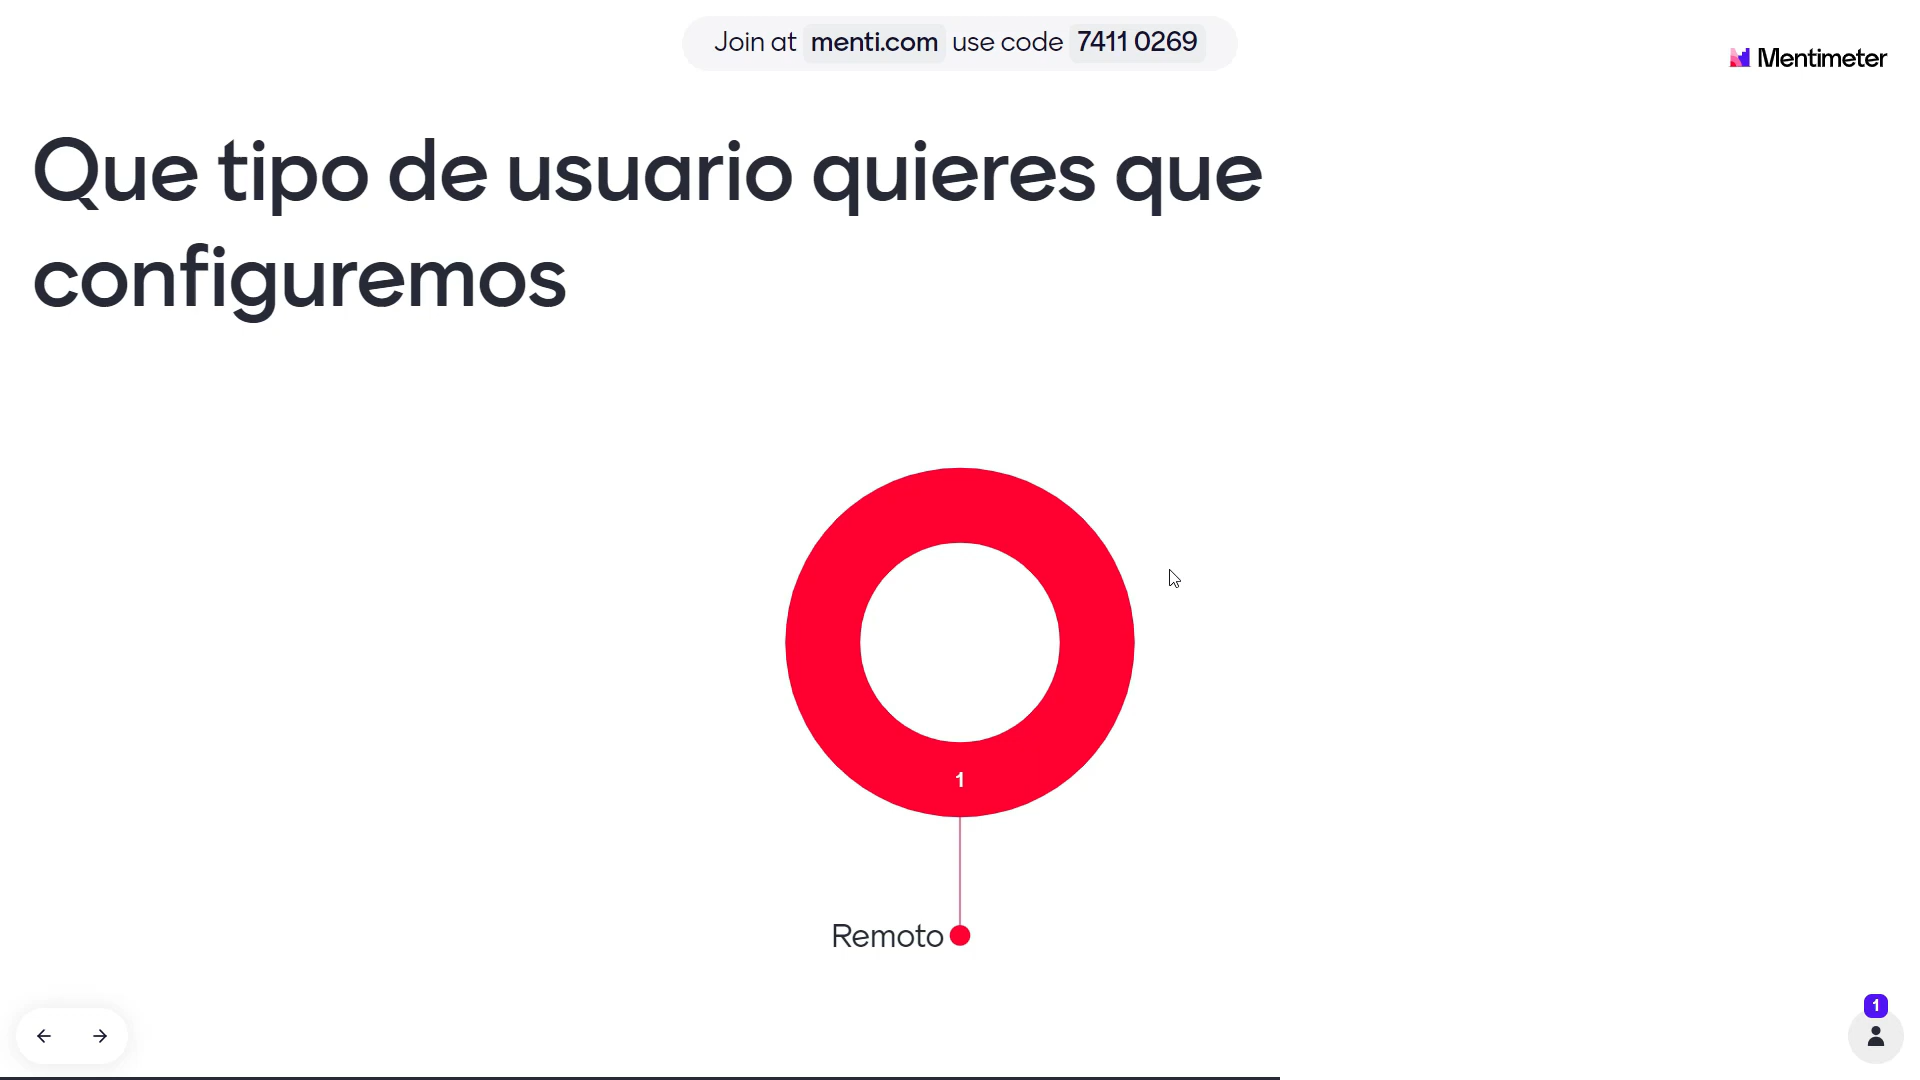 Join at menti.com use code 7411 0269
Mentimeter
Que tipo de usuario quieres que
configuremos
1
Remoto
1